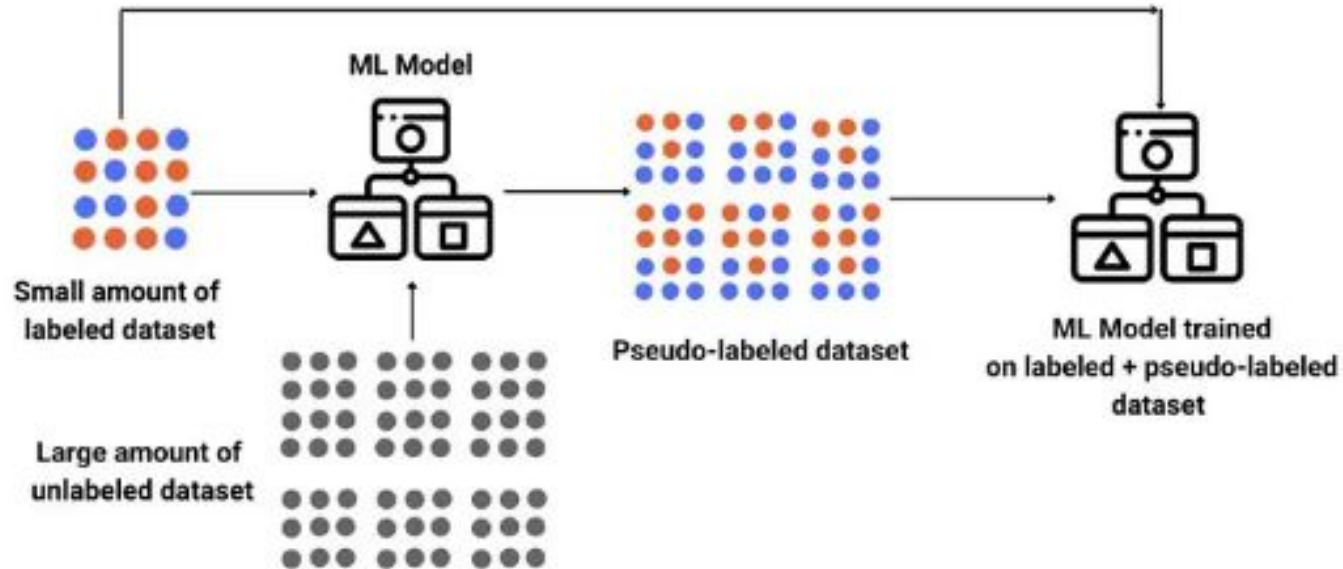 ML Model
Small amount of
labeled dataset
Pseudo-labeled dataset
ML Model trained
on labeled + pseudo-labeled
dataset
Large amount of
unlabeled dataset